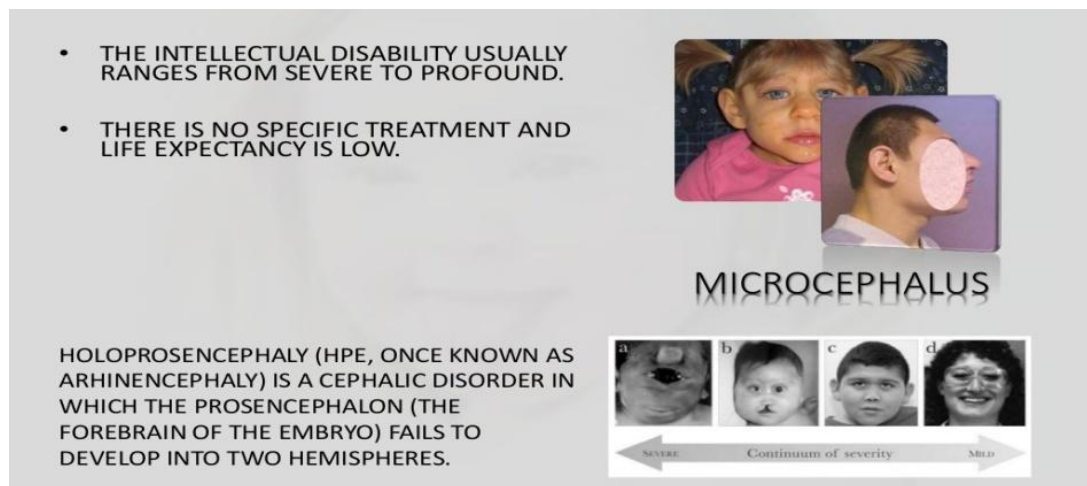 • THE INTELLECTUAL DISABILITY USUALLY
RANGES FROM SEVERE TO PROFOUND.
• THERE IS NO SPECIFIC TREATMENT AND
LIFE EXPECTANCY IS LOW.
MICROCEPHALUS
HOLOPROSENCEPHALY (HPE, ONCE KNOWN AS
ARHINENCEPHALY) IS A CEPHALIC DISORDER IN
WHICH THE PROSENCEPHALON (THE
FOREBRAIN OF THE EMBRYO) FAILS TO
DEVELOP INTO TWO HEMISPHERES.
a b c d
SEVERE Continuum of severity MILD